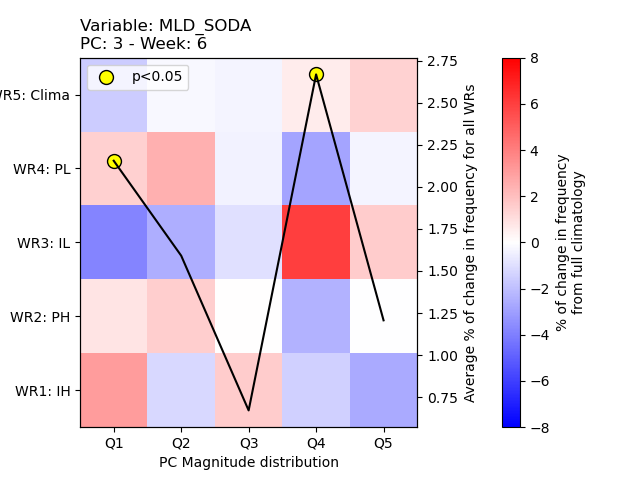 Variable: MLD_SODA
PC: 3 - Week: 6
p<0.05
WR5: Clima
WR4: PL
WR3: IL
WR2: PH
WR1: IH
Q1 Q2 Q3 Q4 Q5
PC Magnitude distribution
2.75
2.50
2.25
2.00
1.75
1.50
1.25
1.00
0.75
Average % of change in frequency for all WRs
8
6
4
2
0
−2
−4
−6
−8
% of change in frequency
from full climatology